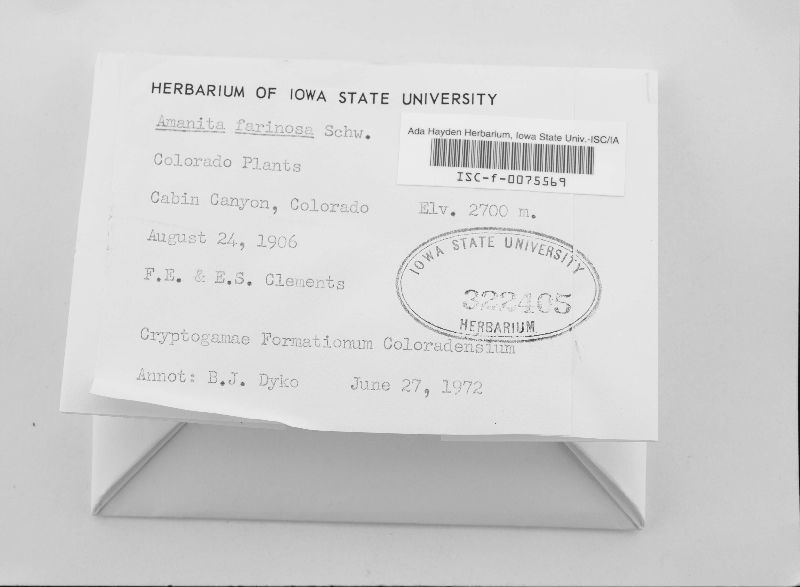 HERBARIUM OF IOWA STATE UNIVERSITY
Amanita farinosa Schw.
Ada Hayden Herbarium, Iowa State Univ.-ISC/IA
ISC-f-0075569
Colorado Plants
Cabin Canyon, Colorado Elv. 2700 m.
August 24, 1906
F.E. & E.S. Clements
IOWA STATE UNIVERSITY
322405
HERBARIUM
Cryptogamae Formationum Coloradensium
Annot: B.J. Dyko June 27, 1972